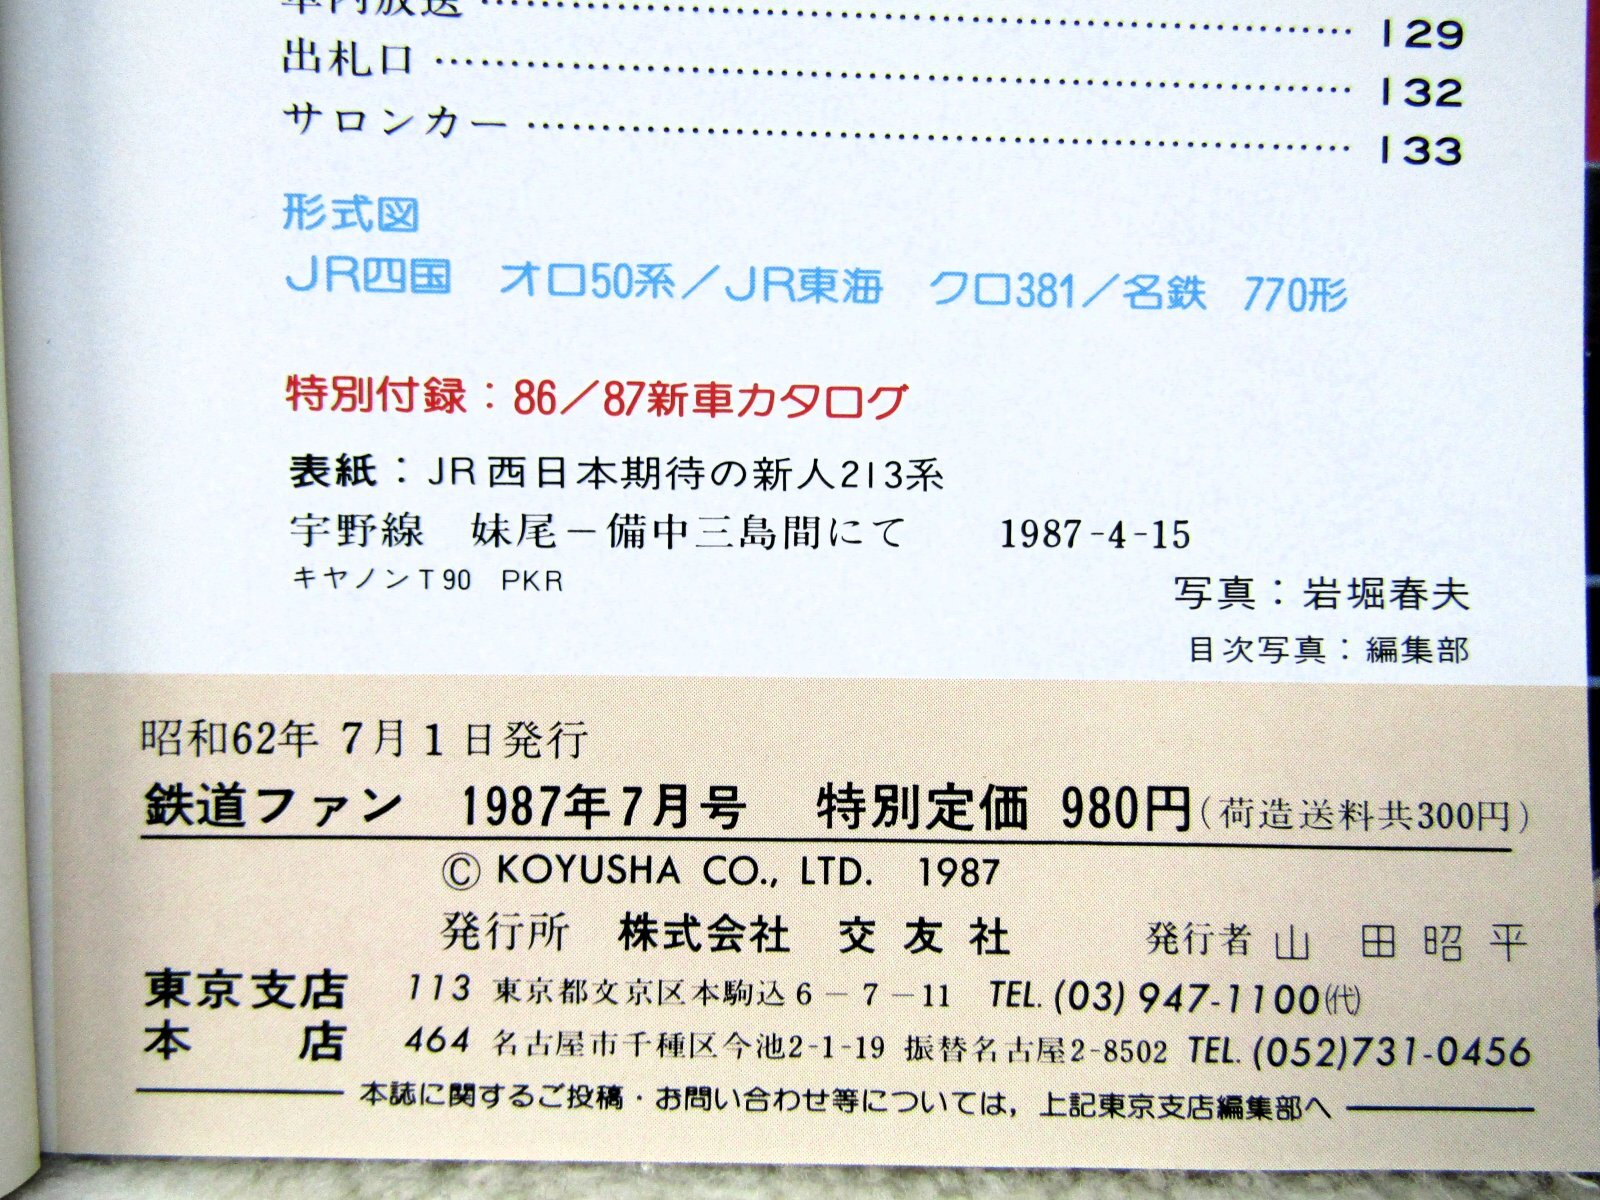 車内放送 129
出札口 132
サロンカー 133
形式図
JR四国 オロ50系／JR東海 クロ381／名鉄 770形
特別付録：86／87新車カタログ
表紙：JR西日本期待の新人213系
宇野線 妹尾－備中三島間にて 1987-4-15
キヤノンT90 PKR
写真：岩堀春夫
目次写真：編集部
昭和62年 7月1日発行
鉄道ファン 1987年7月号 特別定価 980円（荷造送料共300円）
© KOYUSHA CO., LTD. 1987
発行所 株式会社 交友社 発行者 山田昭平
東京支店 113 東京都文京区本駒込6－7－11 TEL. (03) 947-1100(代)
本店 464 名古屋市千種区今池2-1-19 振替名古屋2-8502 TEL. (052)731-0456
本誌に関するご投稿・お問い合わせ等については，上記東京支店編集部へ